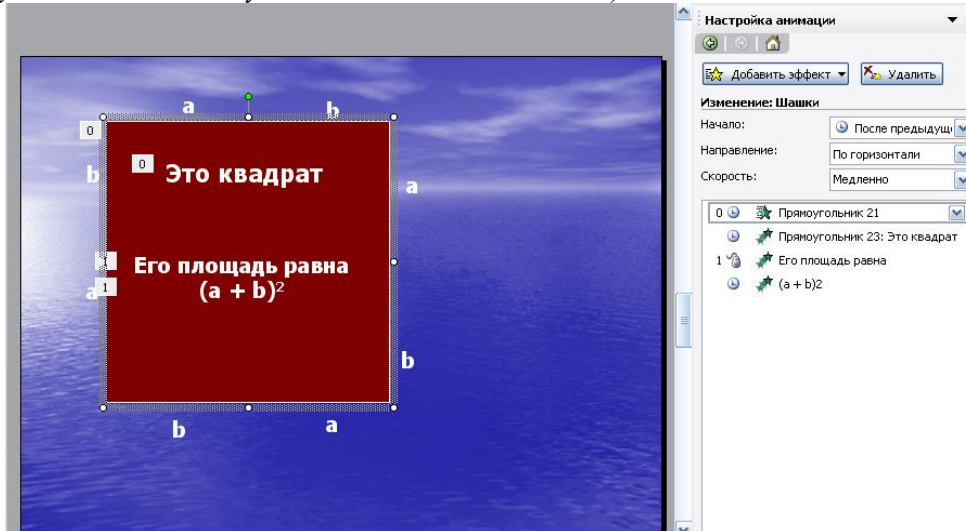 Настройка анимации
Добавить эффект
Удалить
Изменение: Шашки
Начало:
После предыдущ
Направление:
По горизонтали
Скорость:
Медленно
0 Прямоугольник 21
Прямоугольник 23: Это квадрат
1 Его площадь равна
(a + b)2
a b
0
0
b Это квадрат a
1 Его площадь равна
a 1 (a + b)²
b
b a